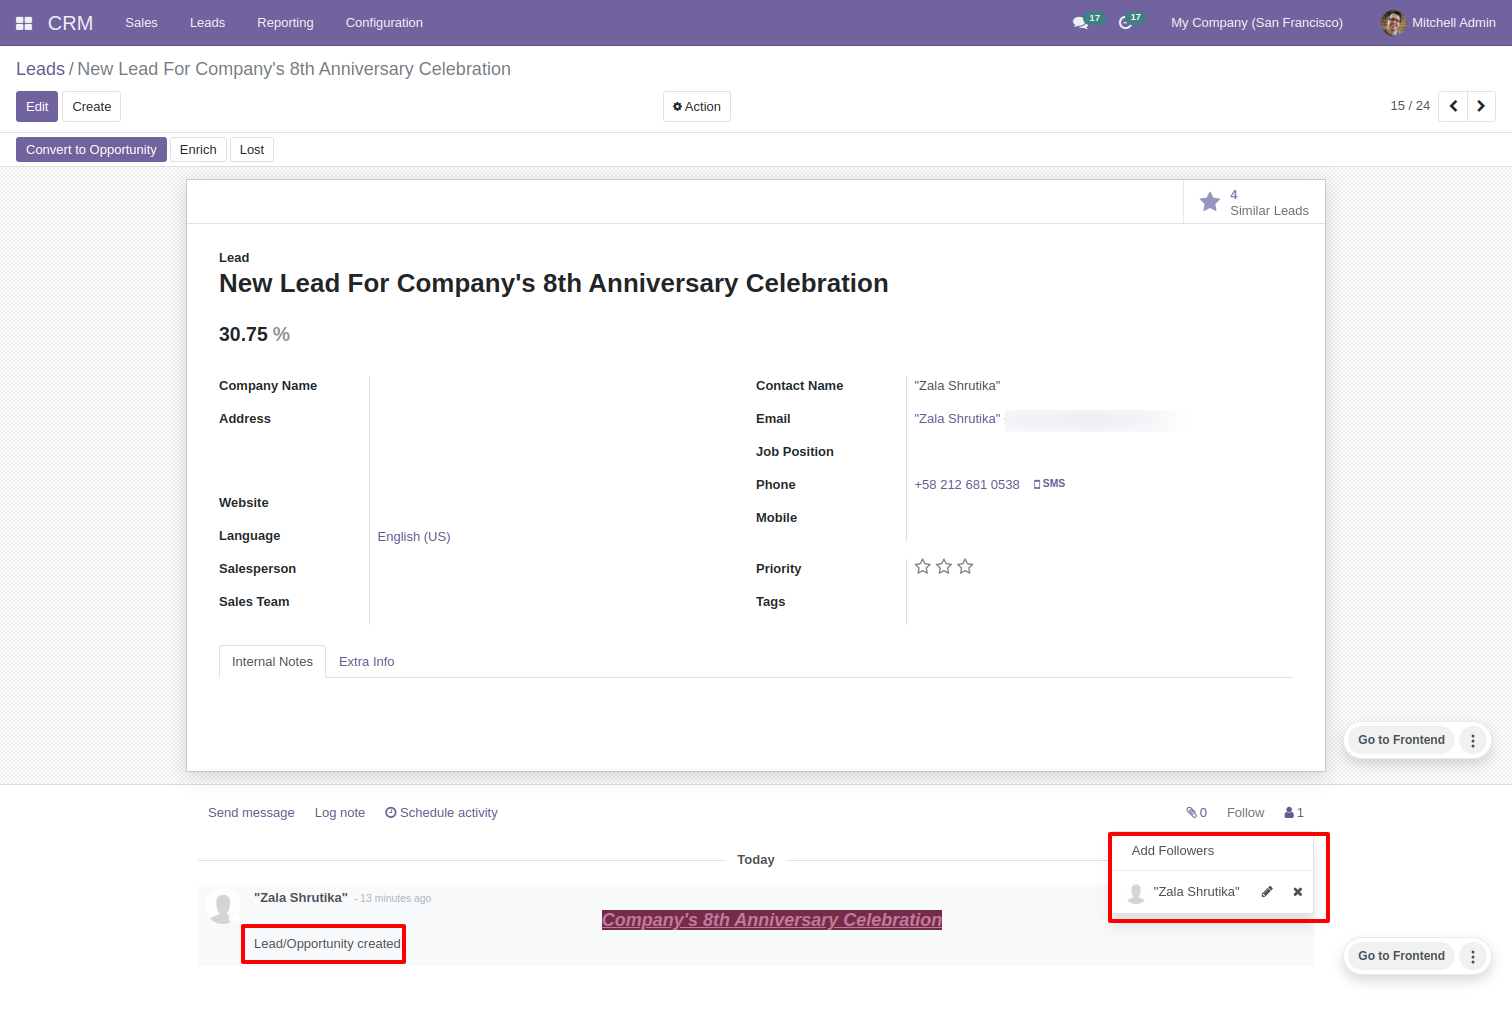 CRM Sales Leads Reporting Configuration 17 17 My Company (San Francisco) Mitchell Admin
Leads / New Lead For Company's 8th Anniversary Celebration
Edit Create Action 15 / 24
Convert to Opportunity Enrich Lost
4
Similar Leads
Lead
New Lead For Company's 8th Anniversary Celebration
30.75 %
Company Name
Address
Website
Language English (US)
Salesperson
Sales Team
Contact Name "Zala Shrutika"
Email "Zala Shrutika"
Job Position
Phone +58 212 681 0538 SMS
Mobile
Priority
Tags
Internal Notes Extra Info
Go to Frontend
Send message Log note Schedule activity 0 Follow 1
Add Followers
"Zala Shrutika"
Today
"Zala Shrutika" - 13 minutes ago
Company's 8th Anniversary Celebration
Lead/Opportunity created
Go to Frontend